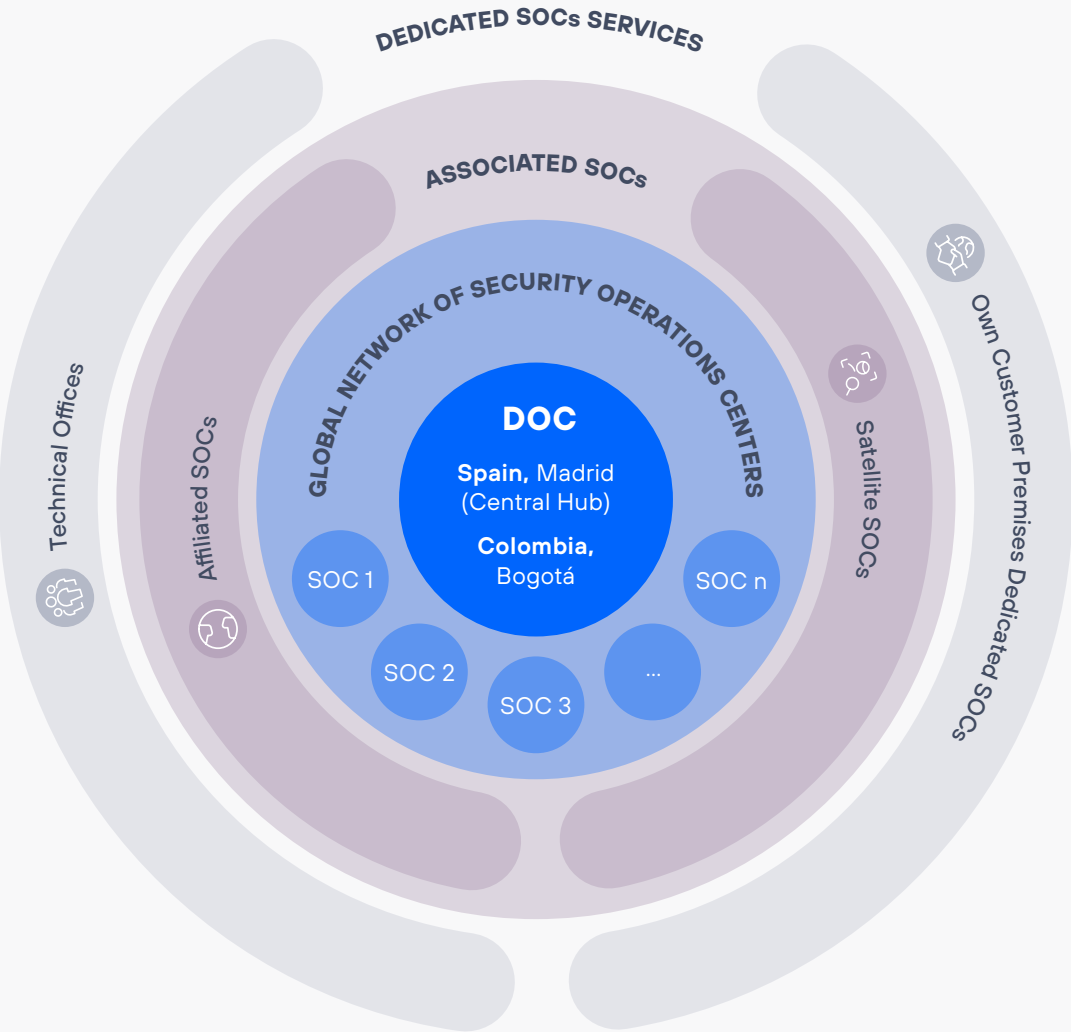 DEDICATED SOCs SERVICES
ASSOCIATED SOCs
GLOBAL NETWORK OF SECURITY OPERATIONS CENTERS
DOC
Spain, Madrid
(Central Hub)
Colombia,
Bogotá
SOC 1
SOC 2
SOC 3
...
SOC n
Affiliated SOCs
Satellite SOCs
Technical Offices
Own Customer Premises Dedicated SOCs